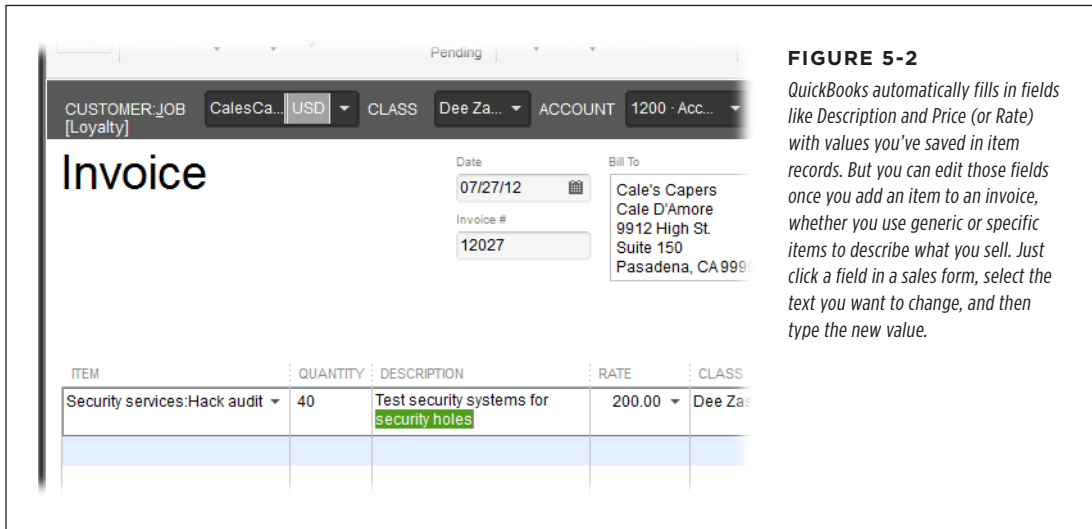 Pending
CUSTOMER:JOB CalesCa... USD CLASS Dee Za... ACCOUNT 1200 · Acc...
[Loyalty]
Invoice
Date
07/27/12
Invoice #
12027
Bill To
Cale's Capers
Cale D'Amore
9912 High St.
Suite 150
Pasadena, CA 9999
ITEM QUANTITY DESCRIPTION RATE CLASS
Security services:Hack audit 40 Test security systems for 200.00 Dee Zas
security holes
FIGURE 5-2
QuickBooks automatically fills in fields
like Description and Price (or Rate)
with values you've saved in item
records. But you can edit those fields
once you add an item to an invoice,
whether you use generic or specific
items to describe what you sell. Just
click a field in a sales form, select the
text you want to change, and then
type the new value.